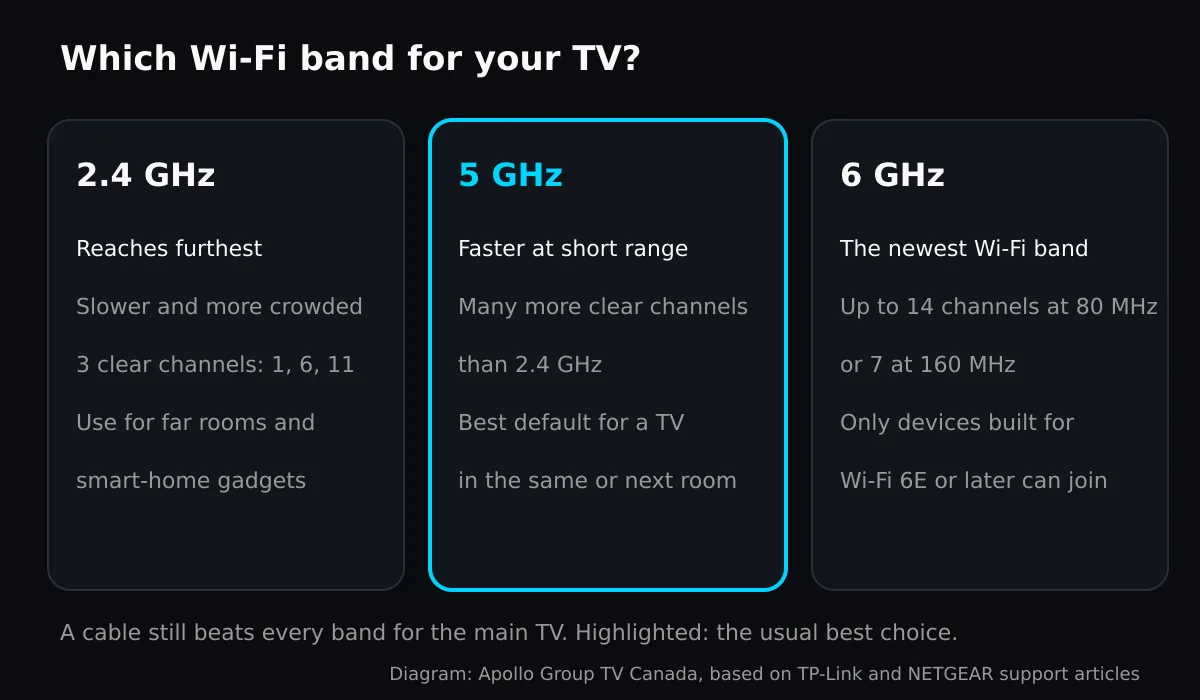 Which Wi-Fi band for your TV?
2.4 GHz
Reaches furthest
Slower and more crowded
3 clear channels: 1, 6, 11
Use for far rooms and
smart-home gadgets
5 GHz
Faster at short range
Many more clear channels
than 2.4 GHz
Best default for a TV
in the same or next room
6 GHz
The newest Wi-Fi band
Up to 14 channels at 80 MHz
or 7 at 160 MHz
Only devices built for
Wi-Fi 6E or later can join
A cable still beats every band for the main TV. Highlighted: the usual best choice.
Diagram: Apollo Group TV Canada, based on TP-Link and NETGEAR support articles